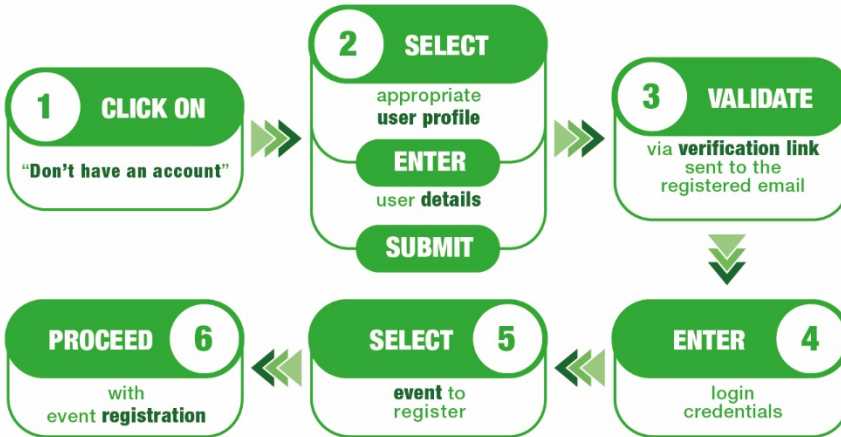 1 CLICK ON
“Don't have an account”
2 SELECT
appropriate
user profile
ENTER
user details
SUBMIT
3 VALIDATE
via verification link
sent to the
registered email
ENTER 4
login
credentials
SELECT 5
event to
register
PROCEED 6
with
event registration